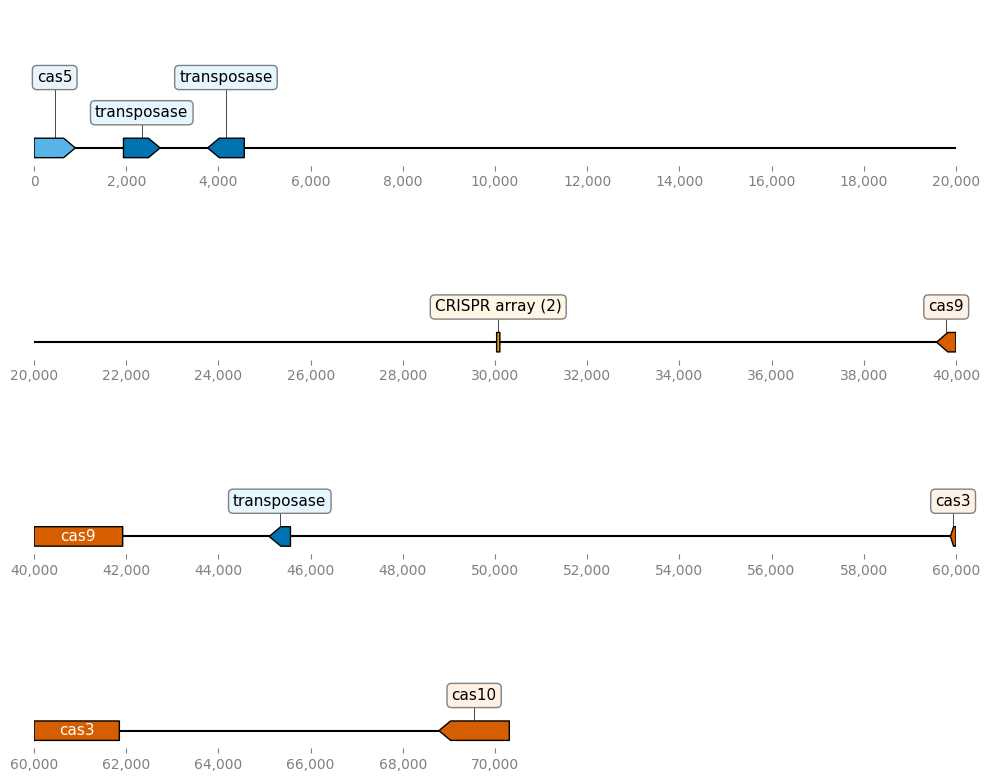 cas5
transposase
transposase
0 2,000 4,000 6,000 8,000 10,000 12,000 14,000 16,000 18,000 20,000
CRISPR array (2)
cas9
20,000 22,000 24,000 26,000 28,000 30,000 32,000 34,000 36,000 38,000 40,000
transposase
cas3
cas9
40,000 42,000 44,000 46,000 48,000 50,000 52,000 54,000 56,000 58,000 60,000
cas10
cas3
60,000 62,000 64,000 66,000 68,000 70,000